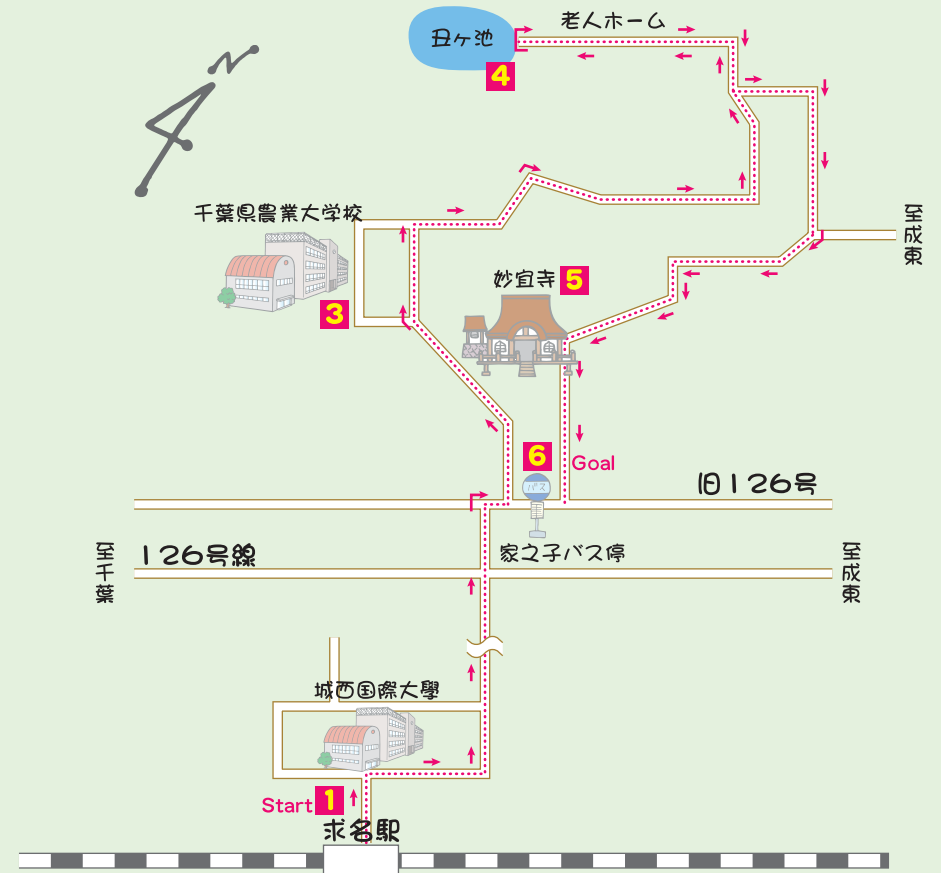 老人ホーム
丑ヶ池
4
N
千葉県農業大学校
3
至成東
妙宜寺 5
6
Goal
バス
旧126号
家之子バス停
126号線
至千葉
至成東
城西国際大學
Start 1
求名駅